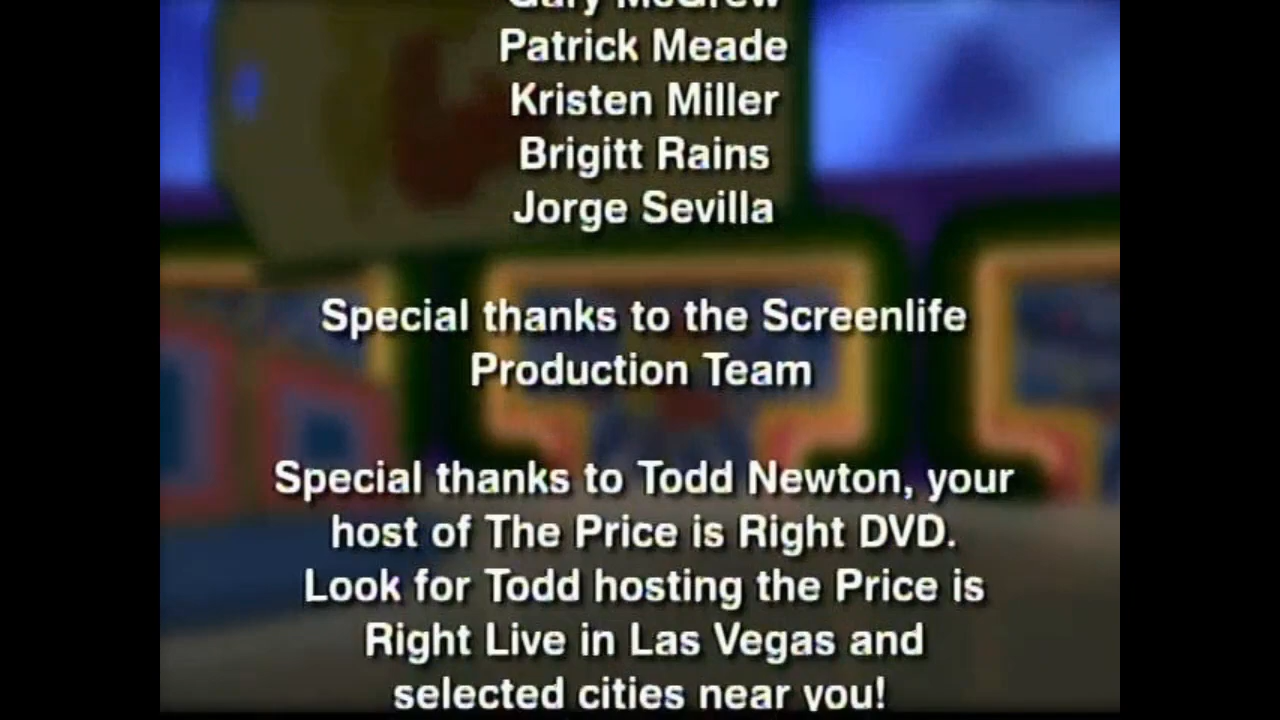 Gary McGrew
Patrick Meade
Kristen Miller
Brigitt Rains
Jorge Sevilla
Special thanks to the Screenlife
Production Team
Special thanks to Todd Newton, your
host of The Price is Right DVD.
Look for Todd hosting the Price is
Right Live in Las Vegas and
selected cities near you!